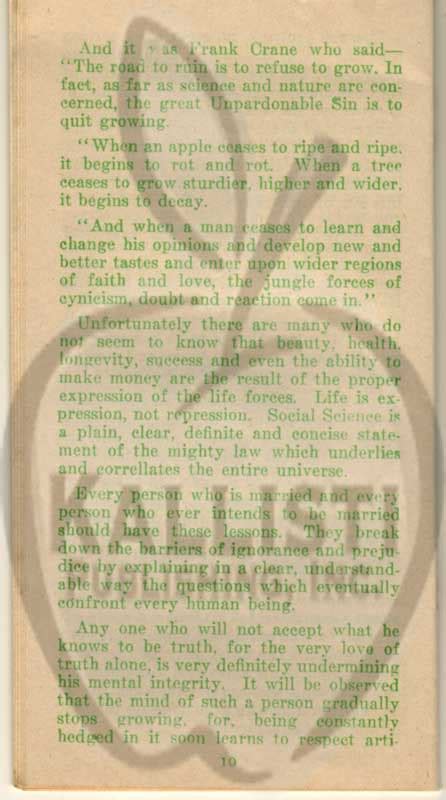 And it was Frank Crane who said—
"The road to ruin is to refuse to grow. In
fact, as far as science and nature are con-
cerned, the great Unpardonable Sin is to
quit growing.
"When an apple ceases to ripe and ripe,
it begins to rot and rot. When a tree
ceases to grow sturdier, higher and wider,
it begins to decay.
"And when a man ceases to learn and
change his opinions and develop new and
better tastes and enter upon wider regions
of faith and love, the jungle forces of
cynicism, doubt and reaction come in."
Unfortunately there are many who do
not seem to know that beauty, health,
longevity, success and even the ability to
make money are the result of the proper
expression of the life forces. Life is ex-
pression, not repression. Social Science is
a plain, clear, definite and concise state-
ment of the mighty law which underlies
and correllates the entire universe.
Every person who is married and every
person who ever intends to be married
should have these lessons. They break
down the barriers of ignorance and preju-
dice by explaining in a clear, understand-
able way the questions which eventually
confront every human being.
Any one who will not accept what he
knows to be truth, for the very love of
truth alone, is very definitely undermining
his mental integrity. It will be observed
that the mind of such a person gradually
stops growing, for, being constantly
hedged in it soon learns to respect arti-
10